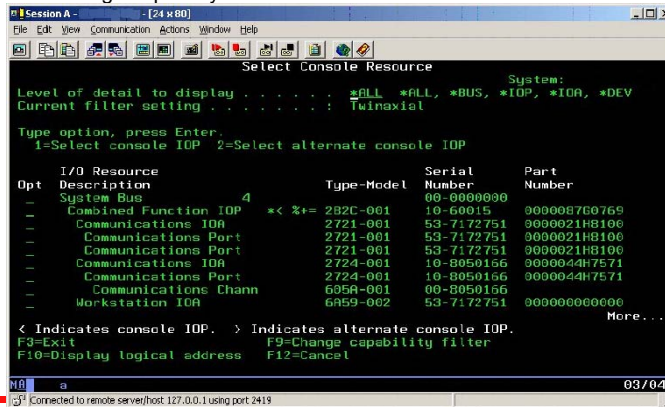 Session A - - [24 x 80]
File Edit View Communication Actions Window Help
Select Console Resource
System:
Level of detail to display . . . . . . *ALL *ALL, *BUS, *IOP, *IOA, *DEV
Current filter setting . . . . . . . : Twinaxial
Type option, press Enter.
1=Select console IOP 2=Select alternate console IOP
I/O Resource Serial Part
Opt Description Type-Model Number Number
_ System Bus 4 00-0000000
_ Combined Function IOP *< %+= 282C-001 10-60015 0000087G0769
_ Communications IOA 2721-001 53-7172751 0000021H8100
_ Communications Port 2721-001 53-7172751 0000021H8100
_ Communications Port 2721-001 53-7172751 0000021H8100
_ Communications IOA 2724-001 10-8050166 0000044H7571
_ Communications Port 2724-001 10-8050166 0000044H7571
_ Communications Chann 605A-001 00-8050166
_ Workstation IOA 6A59-002 53-7172751 000000000000
More...
< Indicates console IOP. > Indicates alternate console IOP.
F3=Exit F9=Change capability filter
F10=Display logical address F12=Cancel
MA a 03/04
Connected to remote server/host 127.0.0.1 using port 2419